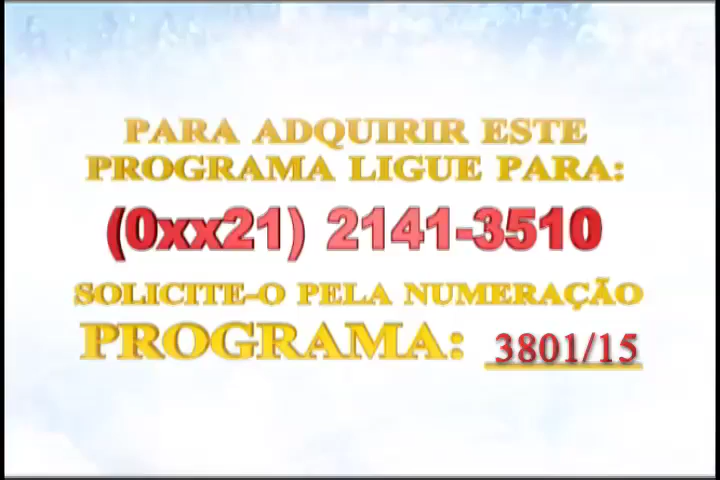 PARA ADQUIRIR ESTE
PROGRAMA LIGUE PARA:
(0xx21) 2141-3510
SOLICITE-O PELA NUMERAÇÃO
PROGRAMA: 3801/15